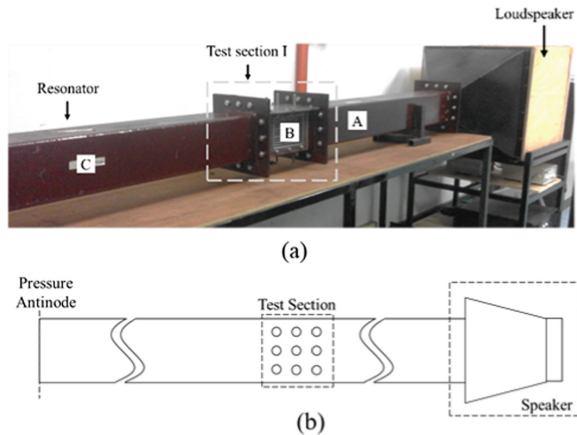 Loudspeaker
Test section I
Resonator
A
B
C
(a)
Pressure
Antinode
Test Section
Speaker
(b)